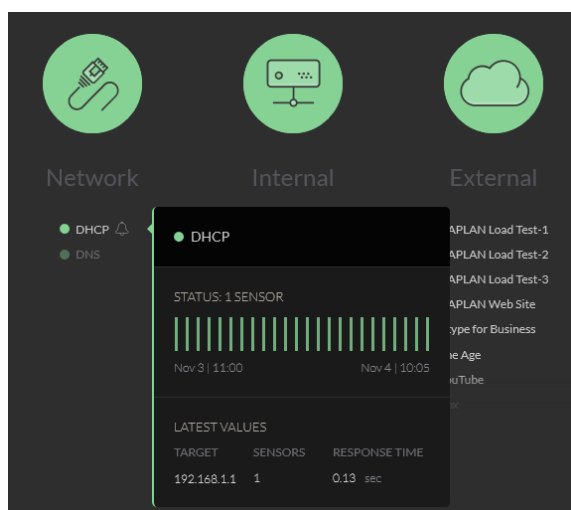 Network Internal External
DHCP
DNS
DHCP
STATUS: 1 SENSOR
Nov 3 | 11:00 Nov 4 | 10:05
LATEST VALUES
TARGET SENSORS RESPONSE TIME
192.168.1.1 1 0.13 sec
APLAN Load Test-1
APLAN Load Test-2
APLAN Load Test-3
APLAN Web Site
ype for Business
e Age
uTube